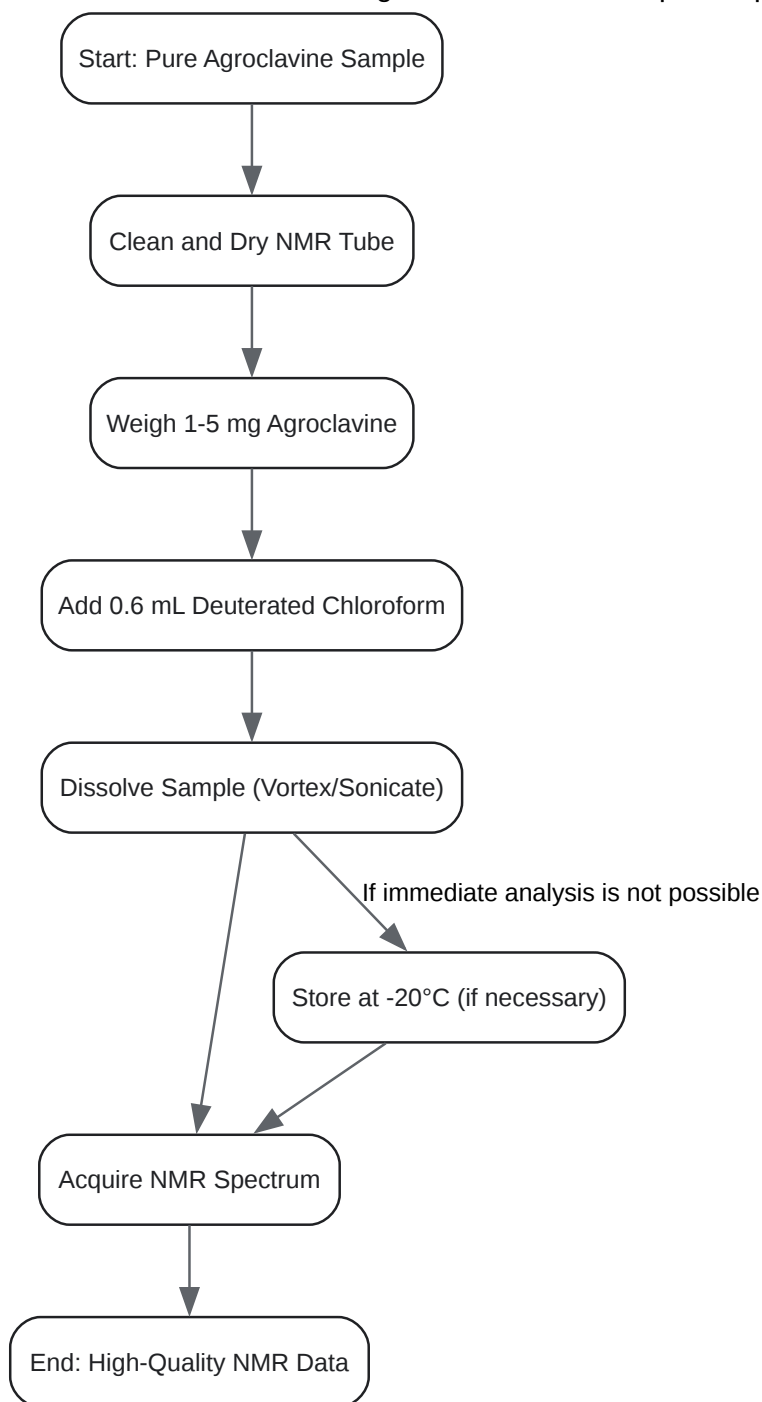 Start: Pure Agroclavine Sample
Clean and Dry NMR Tube
Weigh 1-5 mg Agroclavine
Add 0.6 mL Deuterated Chloroform
Dissolve Sample (Vortex/Sonicate)
If immediate analysis is not possible
Store at -20°C (if necessary)
Acquire NMR Spectrum
End: High-Quality NMR Data